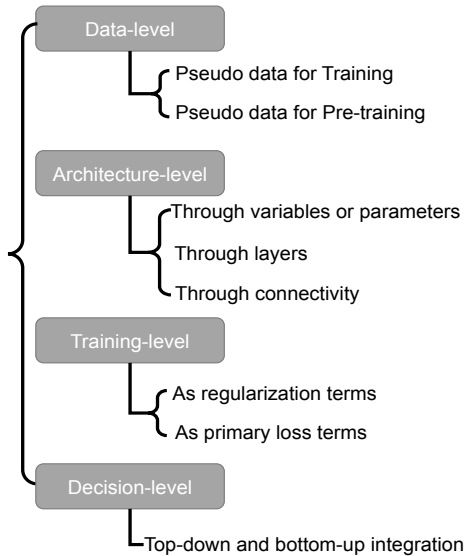 Data-level
Pseudo data for Training
Pseudo data for Pre-training
Architecture-level
Through variables or parameters
Through layers
Through connectivity
Training-level
As regularization terms
As primary loss terms
Decision-level
Top-down and bottom-up integration